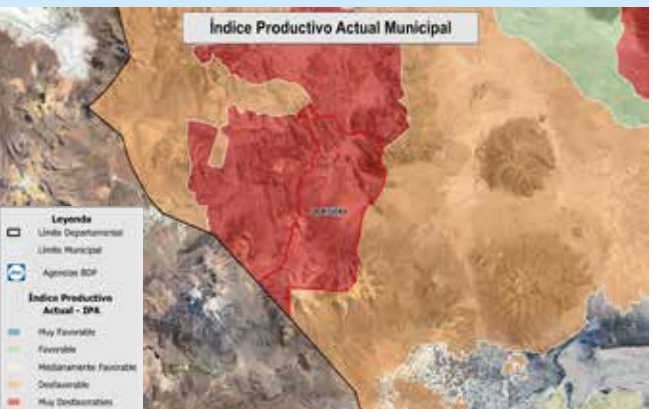 Índice Productivo Actual Municipal
Leyenda
Límite Departamental
Límite Municipal
Agencias BDP
Índice Productivo
Actual - IPA
Muy Favorable
Favorable
Medianamente Favorable
Desfavorable
Muy Desfavorable